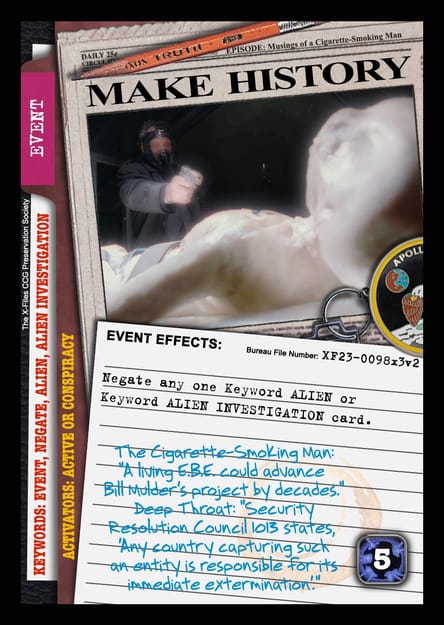 DAILY 25¢
EPISODE: Musings of a Cigarette-Smoking Man
MAKE HISTORY
EVENT
The X-Files CCG Preservation Society
KEYWORDS: EVENT, NEGATE, ALIEN, ALIEN INVESTIGATION
ACTIVATORS: ACTIVE OR CONSPIRACY
APOLL
EVENT EFFECTS:
Bureau File Number: XF23-0098x3v2
Negate any one Keyword ALIEN or
Keyword ALIEN INVESTIGATION card.
The Cigarette-Smoking Man:
"A living E.B.E. could advance
Bill Mulder's project by decades."
Deep Throat: "Security
Resolution Council 1013 states,
'Any country capturing such
an entity is responsible for its
immediate extermination.'"
5